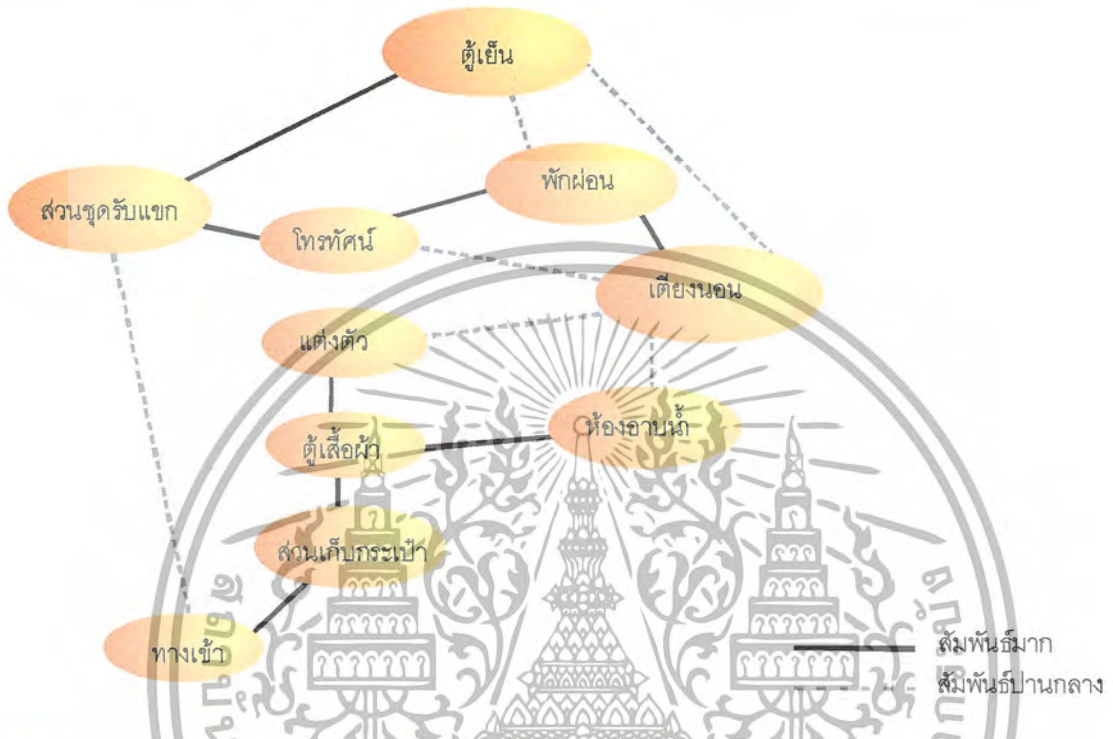 ตู้เย็น
พักผ่อน
ส่วนชุดรับแขก
โทรทัศน์
เตียงนอน
แต่งตัว
ห้องอาบน้ำ
ตู้เสื้อผ้า
ส่วนเก็บกระเป๋า
ทางเข้า
สัมพันธ์มาก
สัมพันธ์ปานกลาง